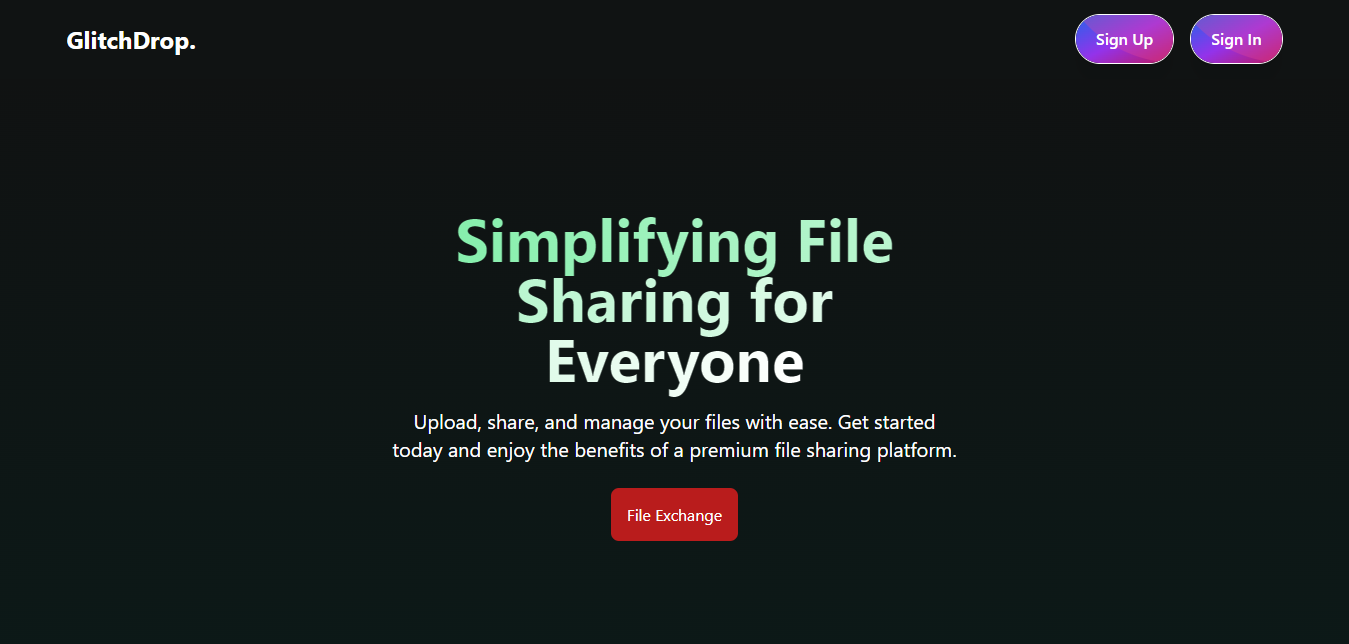 GlitchDrop.
Sign Up
Sign In
Simplifying File
Sharing for
Everyone
Upload, share, and manage your files with ease. Get started
today and enjoy the benefits of a premium file sharing platform.
File Exchange